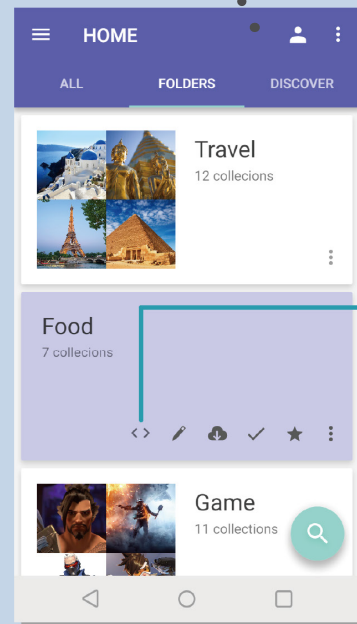 HOME
ALL FOLDERS DISCOVER
Travel
12 collecions
Food
7 collecions
Game
11 collections